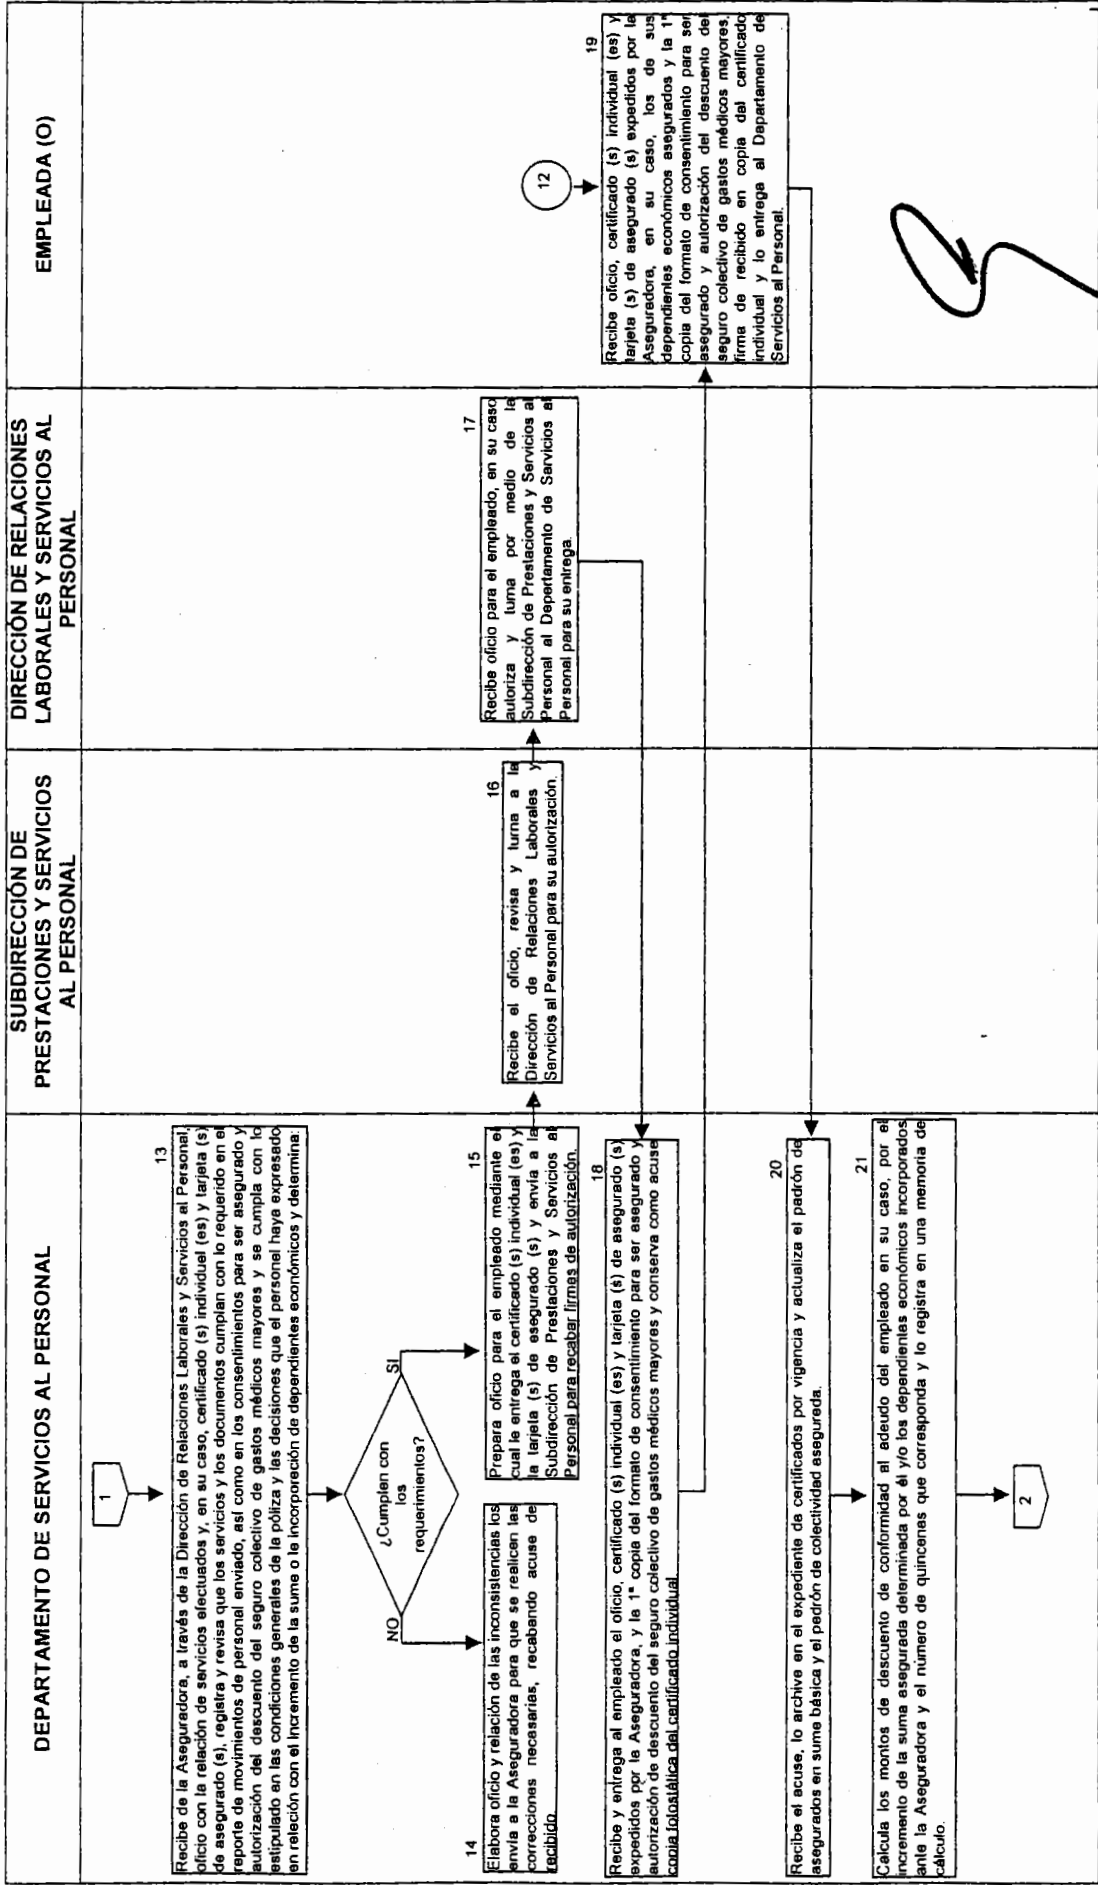 DEPARTAMENTO DE SERVICIOS AL PERSONAL
SUBDIRECCIÓN DE
PRESTACIONES Y SERVICIOS
AL PERSONAL
DIRECCIÓN DE RELACIONES
LABORALES Y SERVICIOS AL
PERSONAL
EMPLEADA (O)
1
13
Recibe de la Aseguradora, a través de la Dirección de Relaciones Laborales y Servicios al Personal,
oficio con la relación de servicios efectuados y, en su caso, certificado (s) individual (es) y tarjeta (s)
de asegurado (s), registra y revisa que los servicios y los documentos cumplan con lo requerido en el
reporte de movimientos de personal enviado, así como en los consentimientos para ser asegurado y
autorización del descuento del seguro colectivo de gastos médicos mayores y se cumpla con lo
estipulado en las condiciones generales de la póliza y las decisiones que el personal haya expresado
en relación con el incremento de la suma o la incorporación de dependientes económicos y determina:
¿Cumplen con
los
requerimientos?
NO
SI
14
Elabora oficio y relación de las inconsistencias los
envía a la Aseguradora para que se realicen las
correcciones necesarias, recabando acuse de
recibido.
15
Prepara oficio para el empleado mediante el
cual le entrega el certificado (s) individual (es) y
la tarjeta (s) de asegurado (s) y envía a la
Subdirección de Prestaciones y Servicios al
Personal para recabar firmes de autorización.
16
Recibe el oficio, revisa y turna a la
Dirección de Relaciones Laborales y
Servicios al Personal para su autorización.
17
Recibe oficio para el empleado, en su caso
autoriza y turna por medio de la
Subdirección de Prestaciones y Servicios al
Personal al Departamento de Servicios al
Personal para su entrega.
18
Recibe y entrega al empleado el oficio, certificado (s) individual (es) y tarjeta (s) de asegurado (s)
expedidos por la Aseguradora, y la 1ª copia del formato de consentimiento para ser asegurado y
autorización de descuento del seguro colectivo de gastos médicos mayores y conserva como acuse
copia fotostática del certificado individual.
12
19
Recibe oficio, certificado (s) individual (es) y
tarjeta (s) de asegurado (s) expedidos por la
Aseguradora, en su caso, los de sus
dependientes económicos asegurados y la 1ª
copia del formato de consentimiento para ser
asegurado y autorización del descuento del
seguro colectivo de gastos médicos mayores,
firma de recibido en copia del certificado
individual y lo entrega al Departamento de
Servicios al Personal.
20
Recibe el acuse, lo archive en el expediente de certificados por vigencia y actualiza el padrón de
asegurados en sume básica y el padrón de colectividad asegurada.
21
Calcula los montos de descuento de conformidad al adeudo del empleado en su caso, por el
incremento de la suma asegurada determinada por él y/o los dependientes económicos incorporados
ante la Aseguradora y el número de quincenas que corresponda y lo registra en una memoria de
cálculo.
2